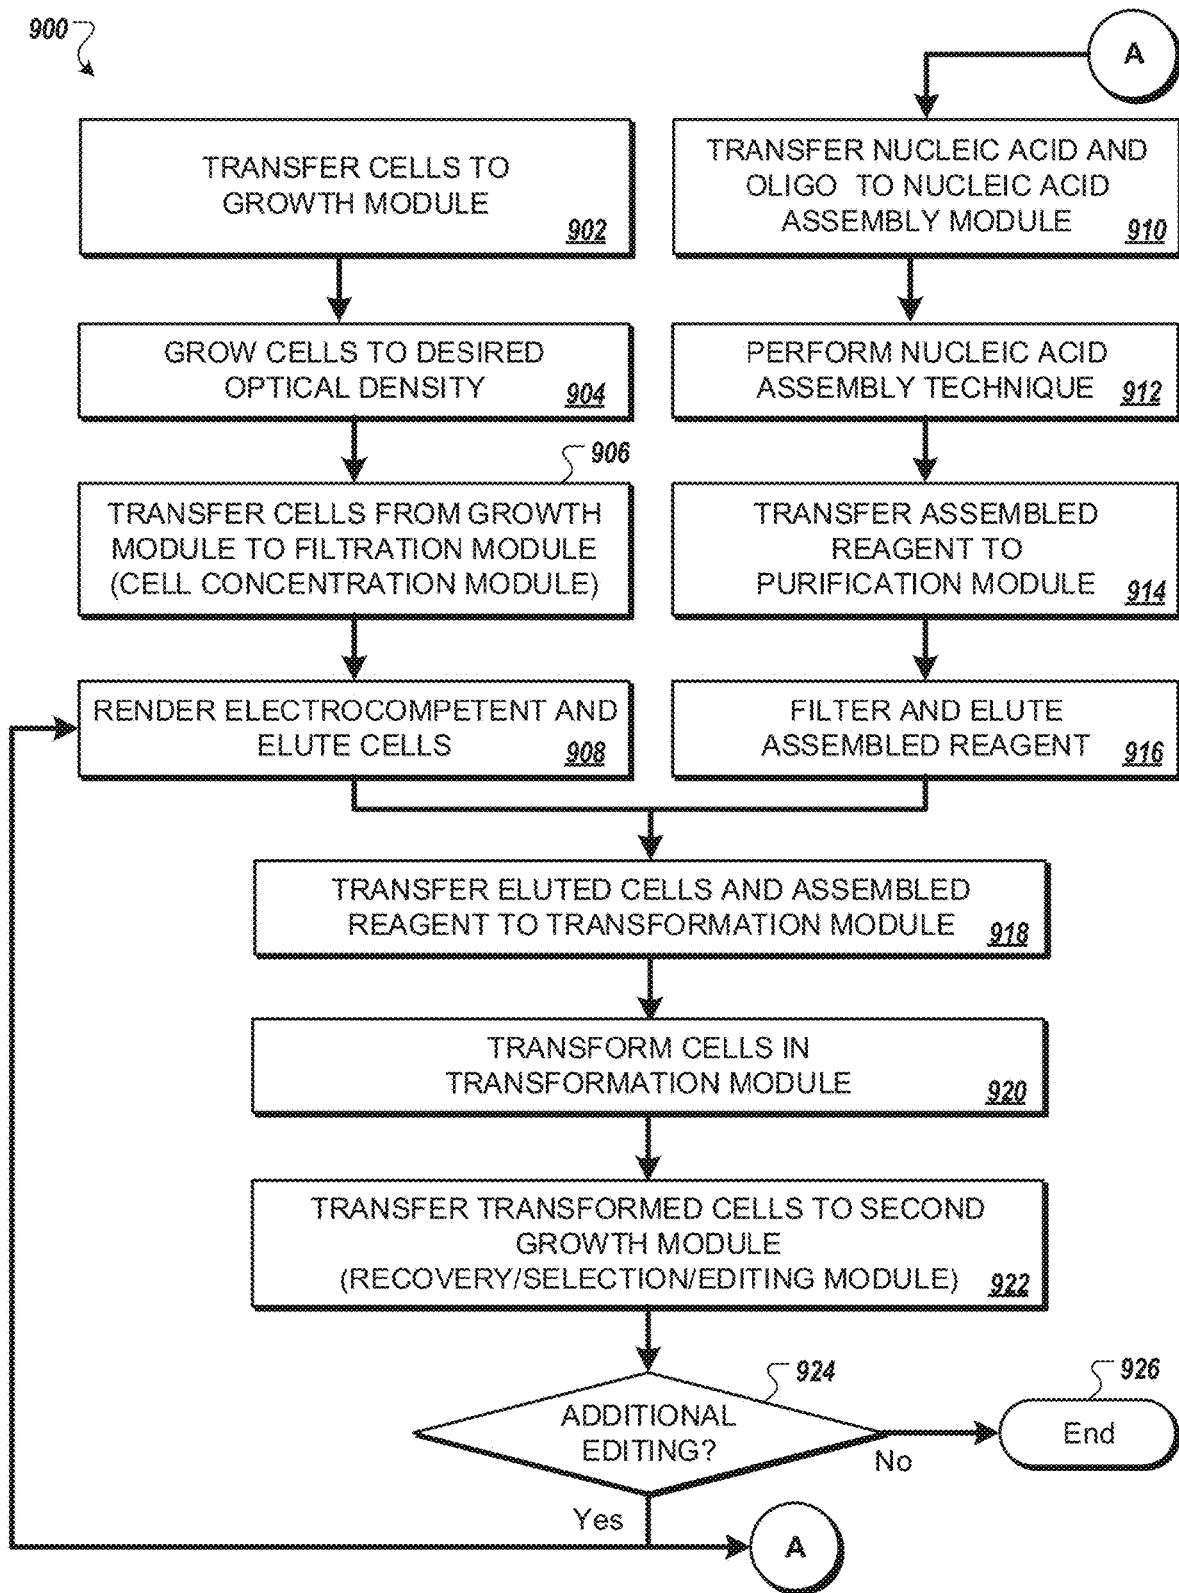 900
A
TRANSFER CELLS TO
GROWTH MODULE
902
TRANSFER NUCLEIC ACID AND
OLIGO TO NUCLEIC ACID
ASSEMBLY MODULE
910
GROW CELLS TO DESIRED
OPTICAL DENSITY
904
PERFORM NUCLEIC ACID
ASSEMBLY TECHNIQUE
912
906
TRANSFER CELLS FROM GROWTH
MODULE TO FILTRATION MODULE
(CELL CONCENTRATION MODULE)
TRANSFER ASSEMBLED
REAGENT TO
PURIFICATION MODULE
914
RENDER ELECTROCOMPETENT AND
ELUTE CELLS
908
FILTER AND ELUTE
ASSEMBLED REAGENT
916
TRANSFER ELUTED CELLS AND ASSEMBLED
REAGENT TO TRANSFORMATION MODULE
918
TRANSFORM CELLS IN
TRANSFORMATION MODULE
920
TRANSFER TRANSFORMED CELLS TO SECOND
GROWTH MODULE
(RECOVERY/SELECTION/EDITING MODULE)
922
924
ADDITIONAL
EDITING?
926
End
No
Yes
A